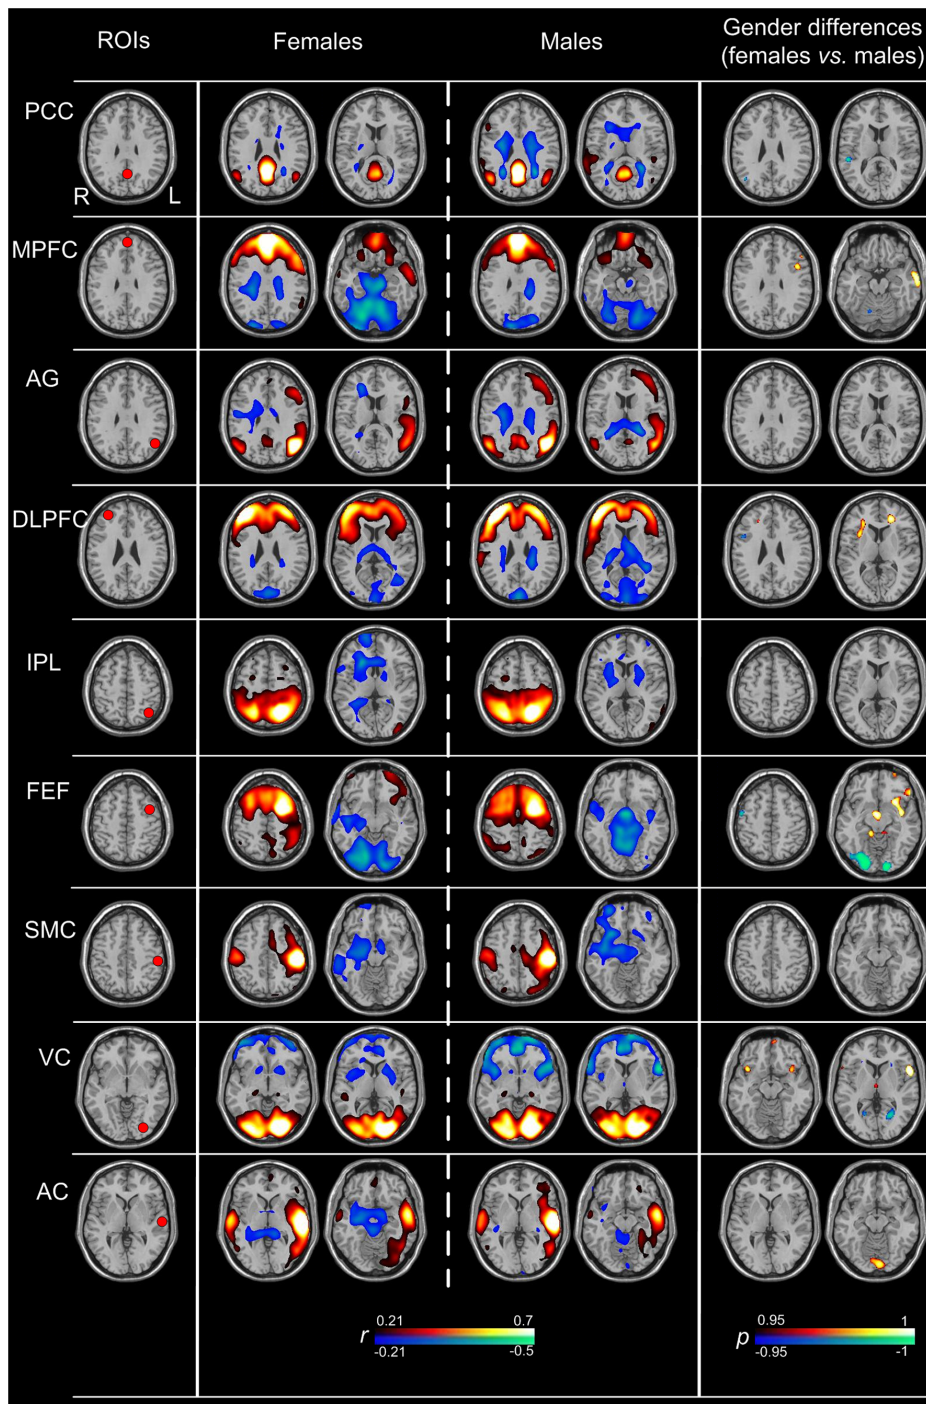 ROIs
Females
Males
Gender differences
(females vs. males)
PCC
R
L
MPFC
AG
DLPFC
IPL
FEF
SMC
VC
AC
0.21
0.7
r
-0.21
-0.5
0.95
1
p
-0.95
-1